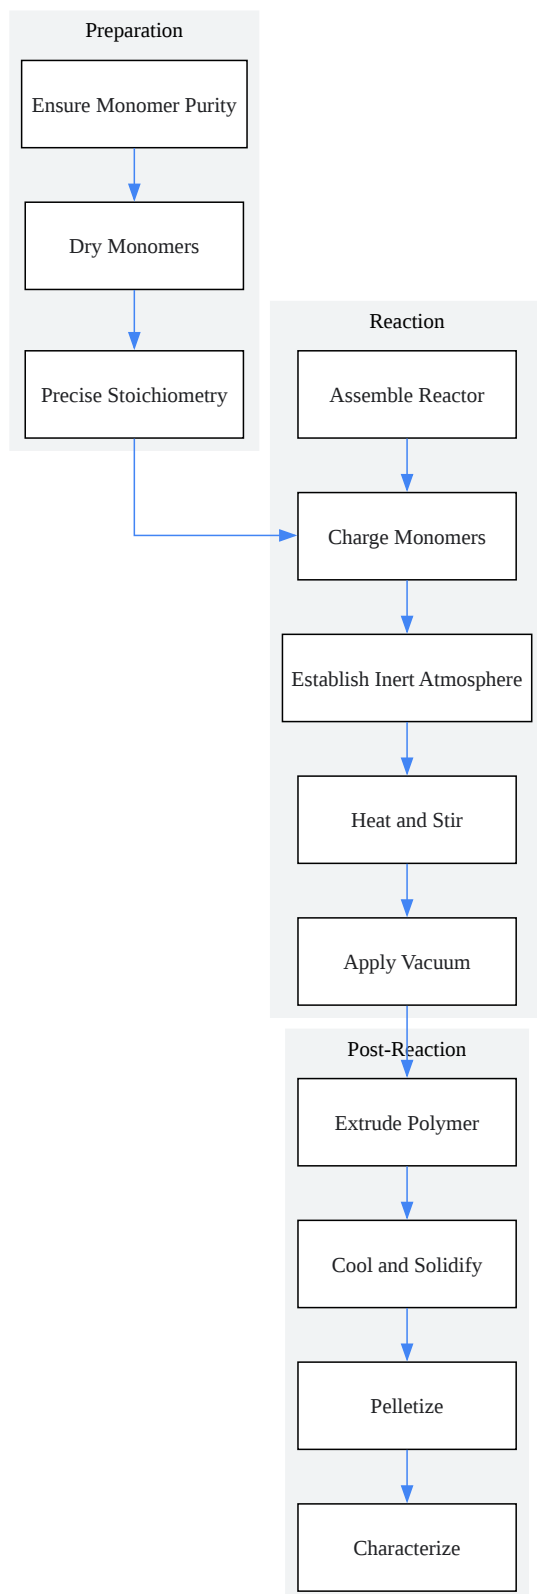 Preparation
Ensure Monomer Purity
Dry Monomers
Precise Stoichiometry
Reaction
Assemble Reactor
Charge Monomers
Establish Inert Atmosphere
Heat and Stir
Apply Vacuum
Post-Reaction
Extrude Polymer
Cool and Solidify
Pelletize
Characterize